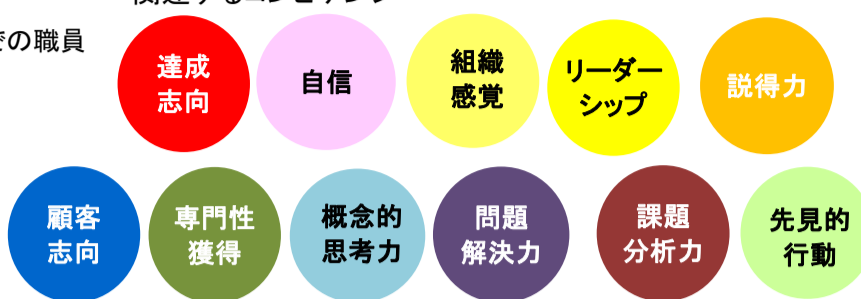 の職員
達成
志向
自信
組織
感覚
リーダー
シップ
説得力
顧客
志向
専門性
獲得
概念的
思考力
問題
解決力
課題
分析力
先見的
行動